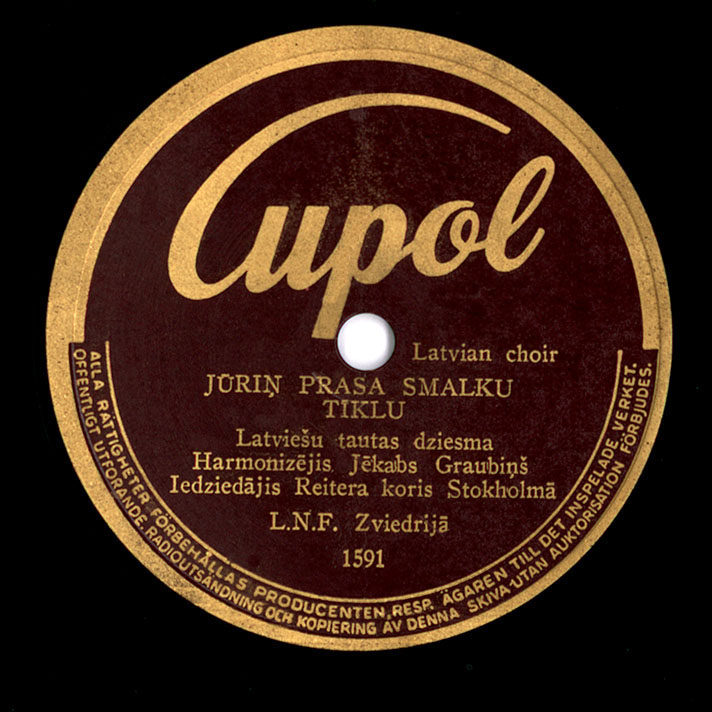 Cupol
Latvian choir
JŪRIŅ PRASA SMALKU
TIKLU
Latviešu tautas dziesma
Harmonizējis Jēkabs Graubiņš
Iedziedājis Reitera koris Stokholmā
L.N.F. Zviedrijā
1591
ALLA RÄTTIGHETER FÖRBEHÅLLAS PRODUCENTEN, RESP. ÄGAREN TILL DET INSPELADE VERKET.
OFFENTLIGT UTFÖRANDE, RADIOUTSÄNDNING OCH KOPIERING AV DENNA SKIVA UTAN AUKTORISATION FÖRBJUDES.